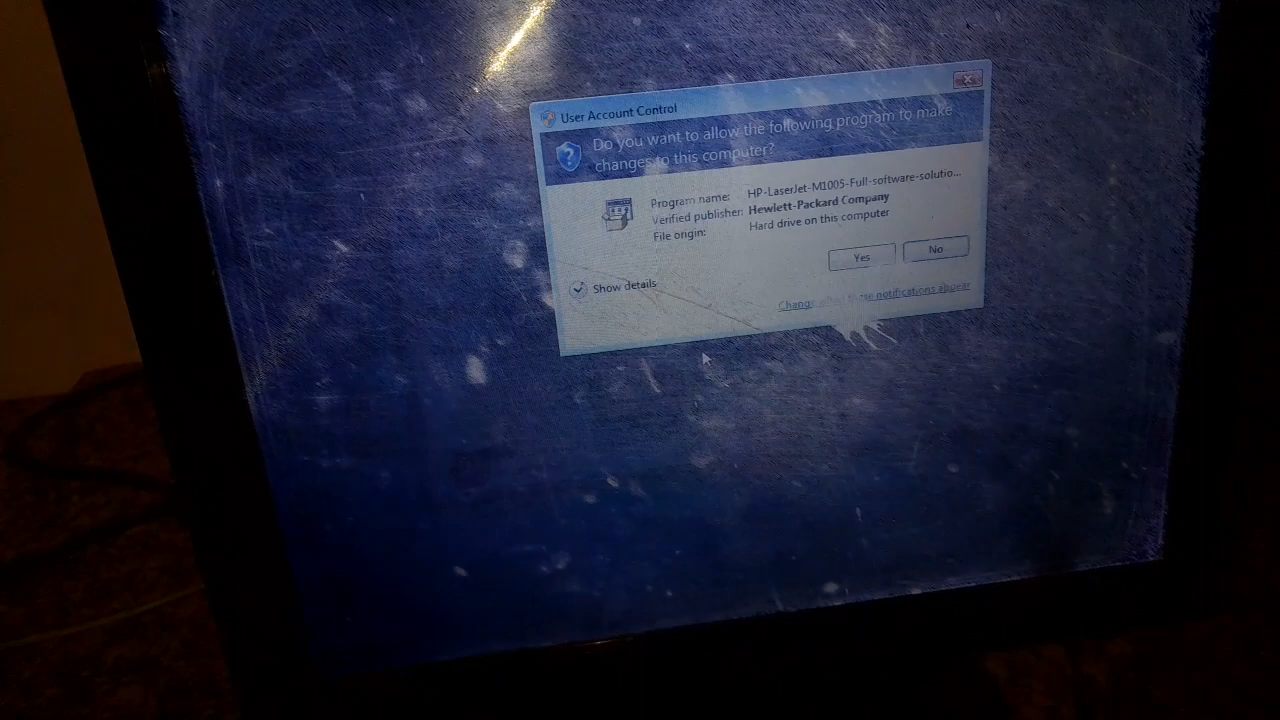 User Account Control
Do you want to allow the following program to make
changes to this computer?
Program name: HP-LaserJet-M1005-Full-software-solutio...
Verified publisher: Hewlett-Packard Company
File origin: Hard drive on this computer
Yes No
Show details
notifications appear